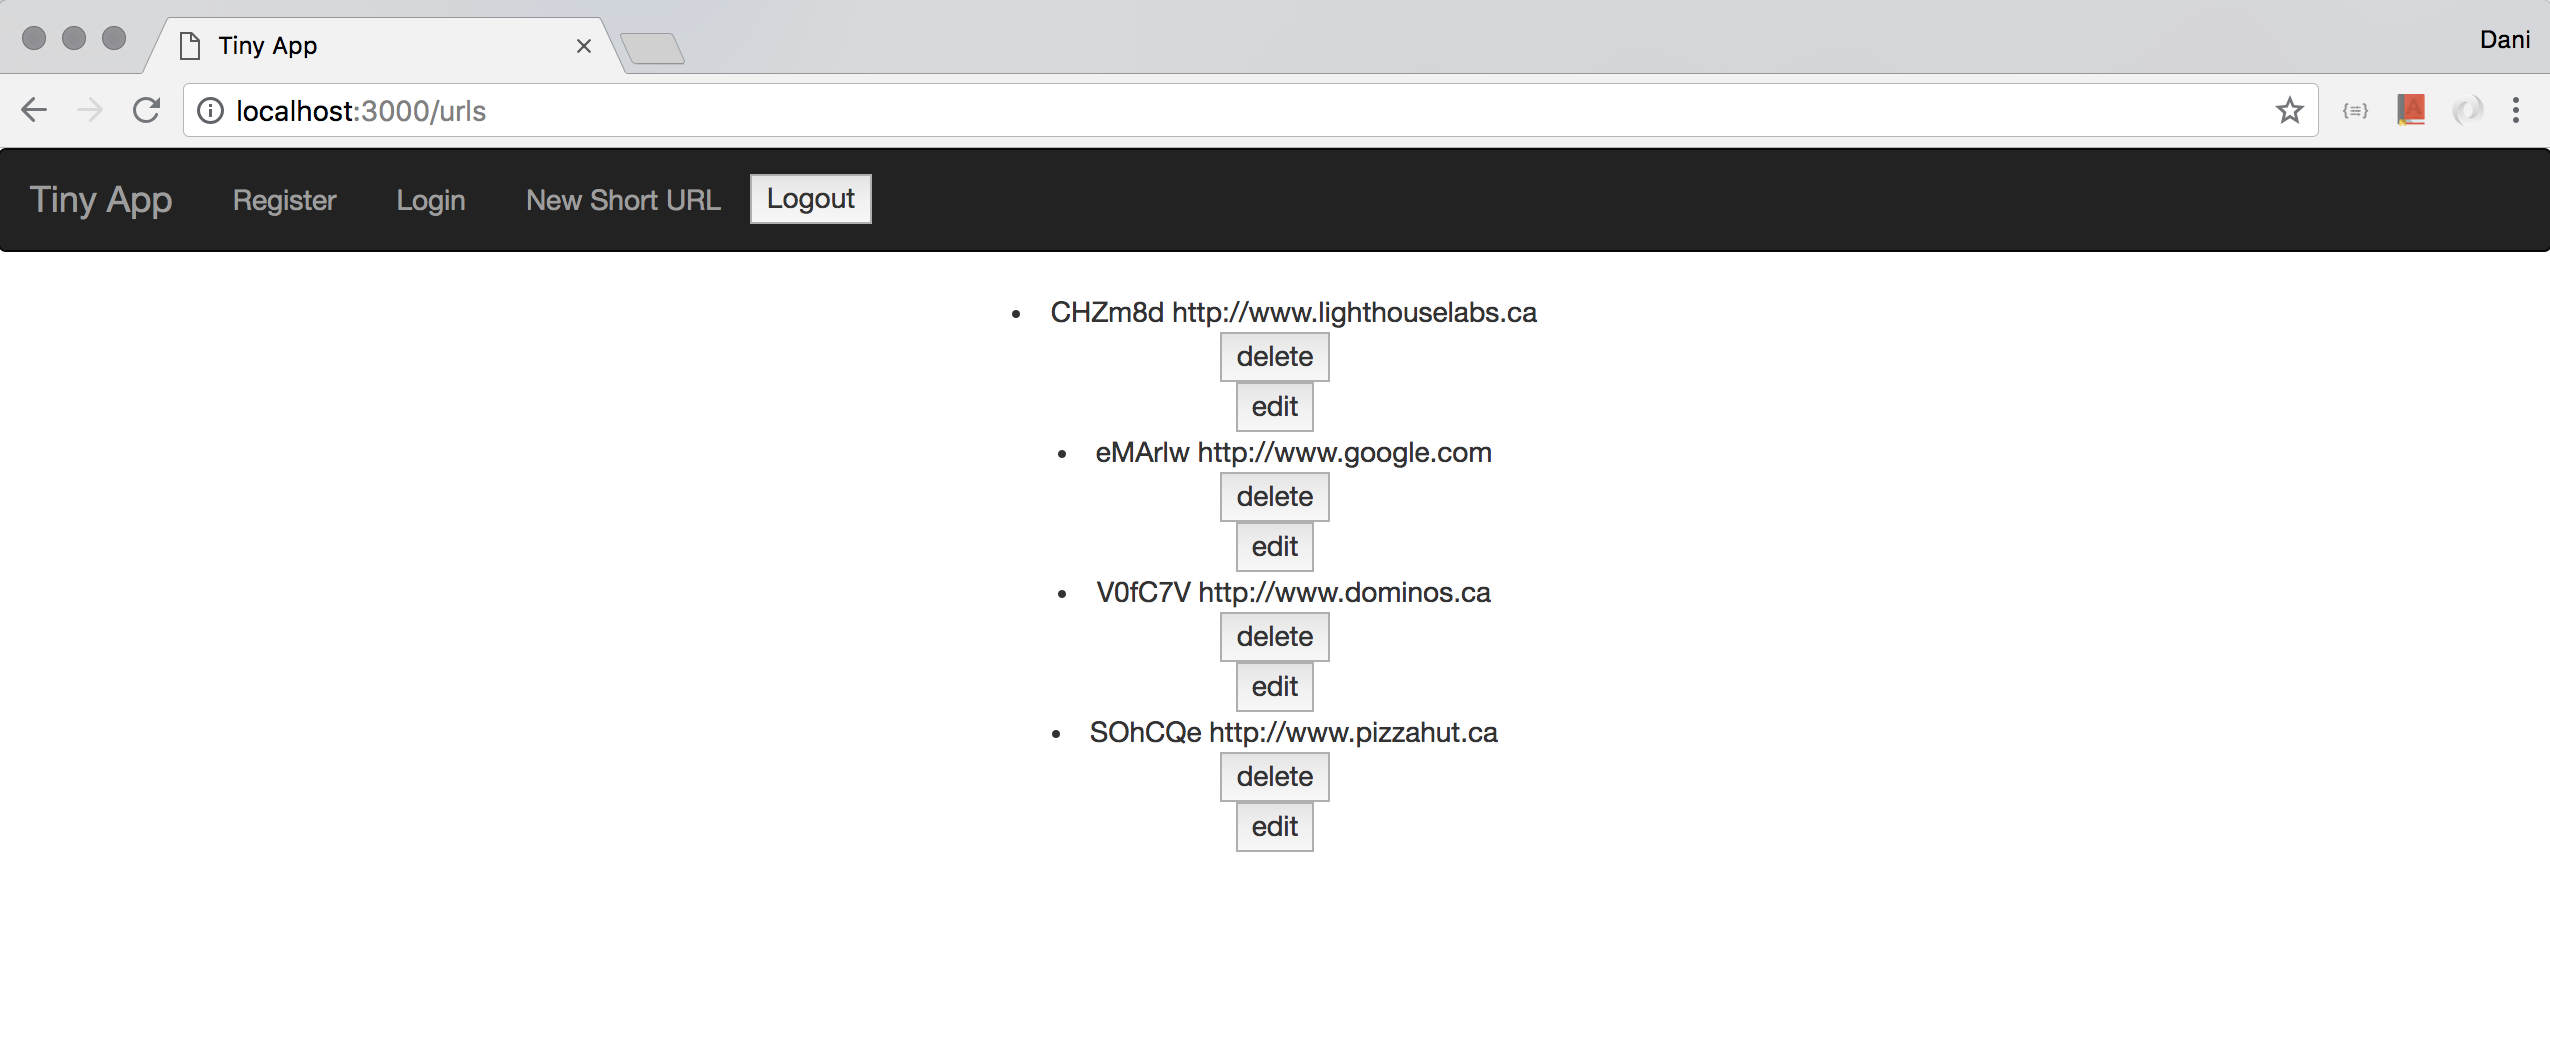 Tiny App
Dani
localhost:3000/urls
Tiny App Register Login New Short URL Logout
CHZm8d http://www.lighthouselabs.ca
delete
edit
eMArlw http://www.google.com
delete
edit
V0fC7V http://www.dominos.ca
delete
edit
SOhCQe http://www.pizzahut.ca
delete
edit